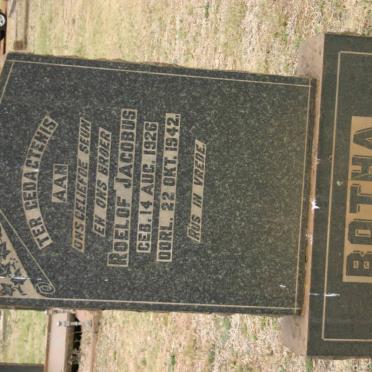 TER GEDAGTENIS
AAN
ONS GELIEFDE SEUN
EN ONS BROER
ROELOF JACOBUS
GEB. 14 AUG. 1926
OORL. 22 OKT. 1942.
RUS IN VREDE.
BOTHA